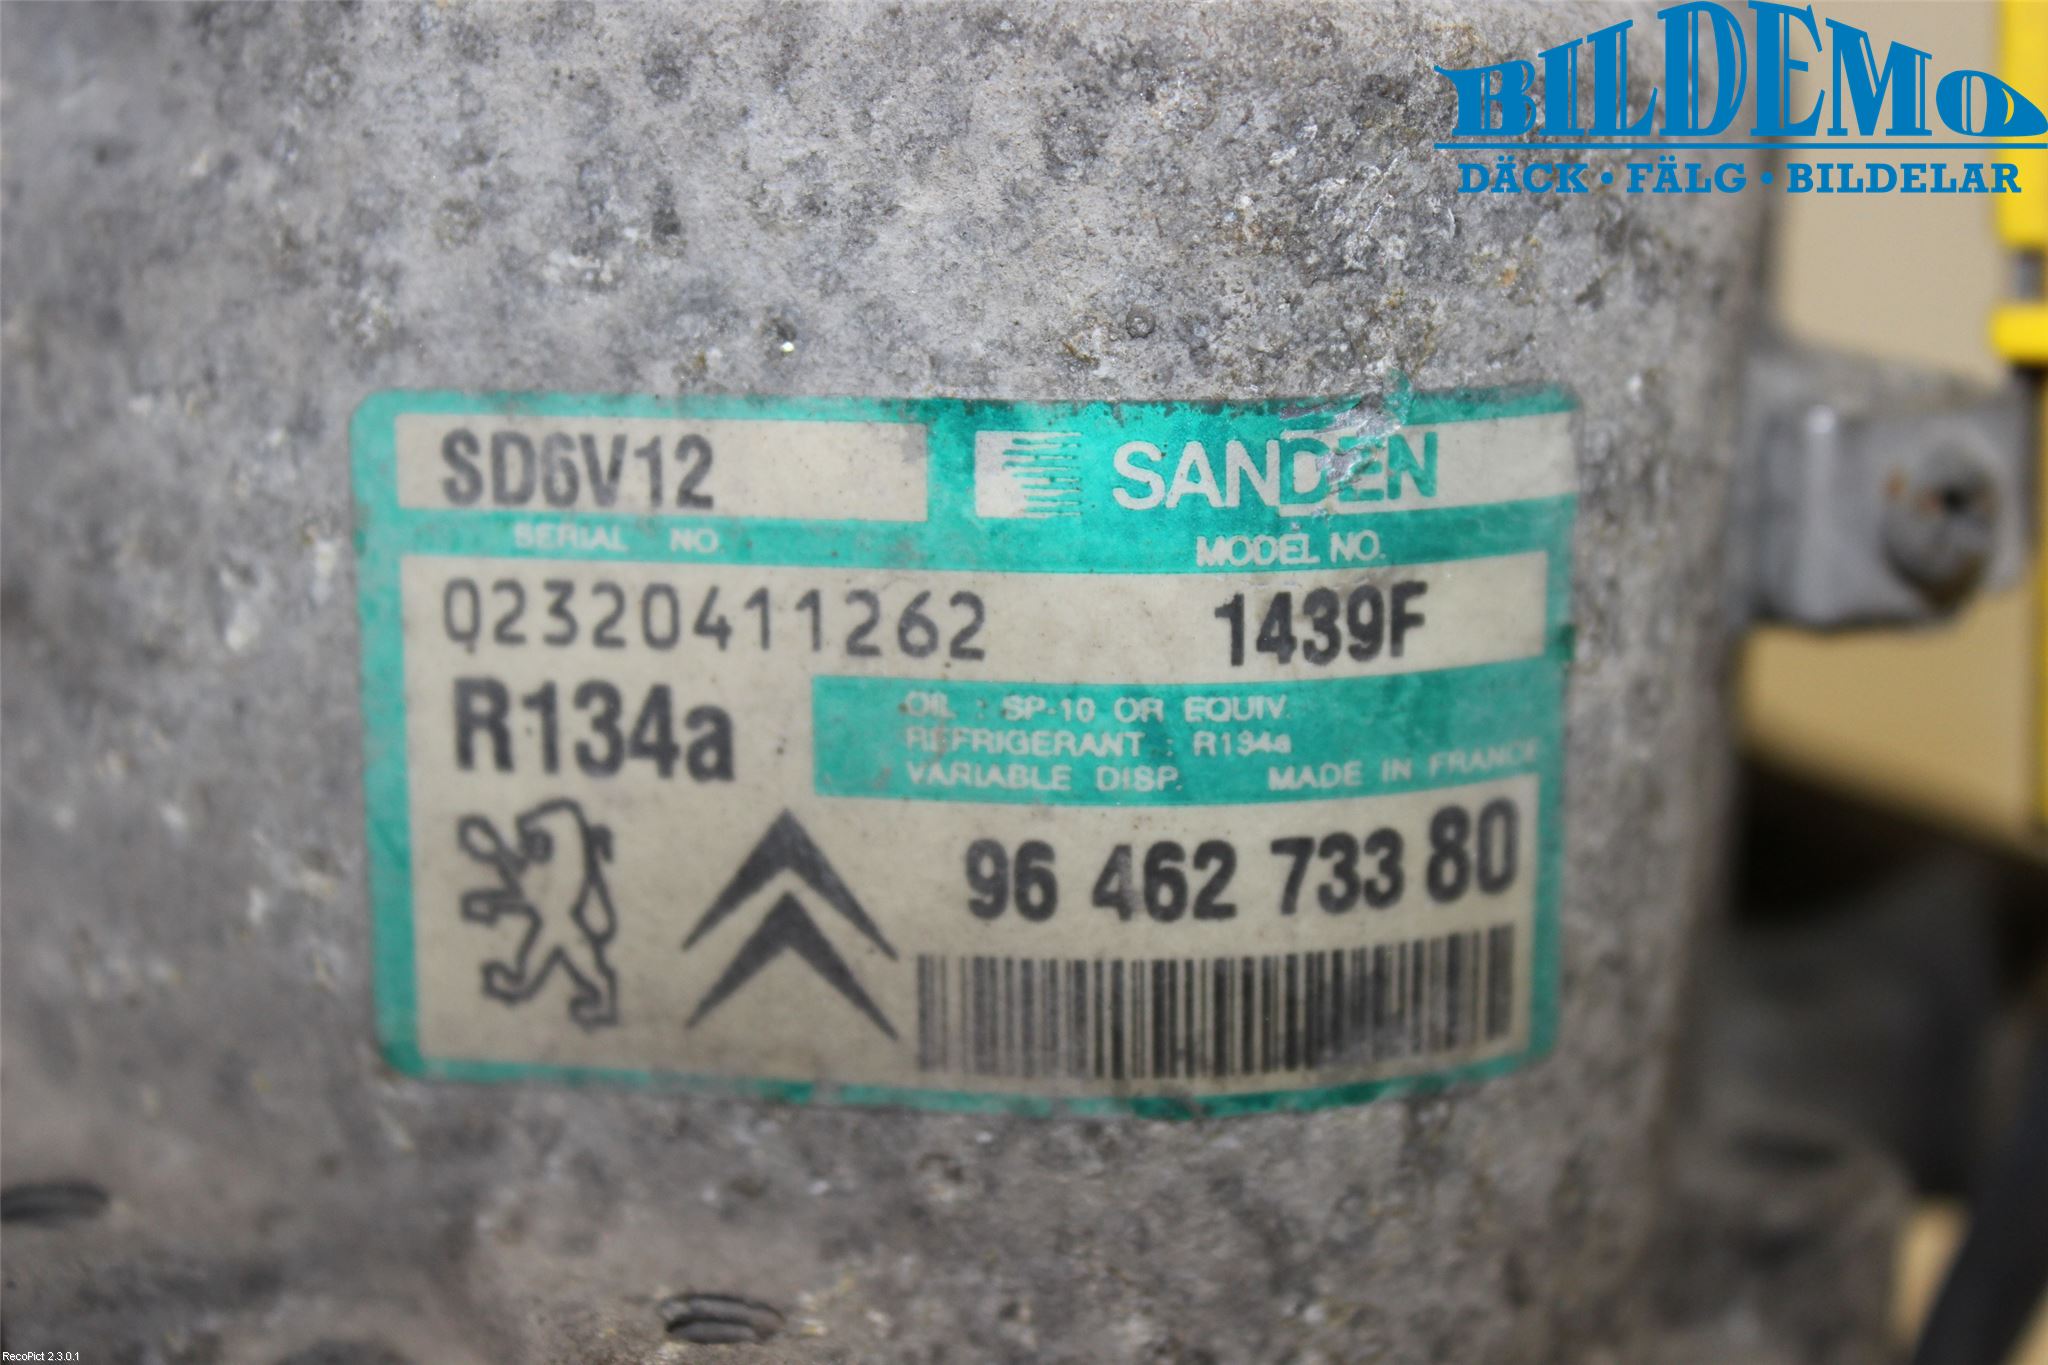 BILDEMO
DÄCK • FÄLG • BILDELAR
SD6V12 SANDEN
SERIAL NO. MODEL NO.
02320411262 1439F
R134a
OIL : SP-10 OR EQUIV.
REFRIGERANT : R134a
VARIABLE DISP. MADE IN FRANCE
96 462 733 80
RecoPict 2.3.0.1